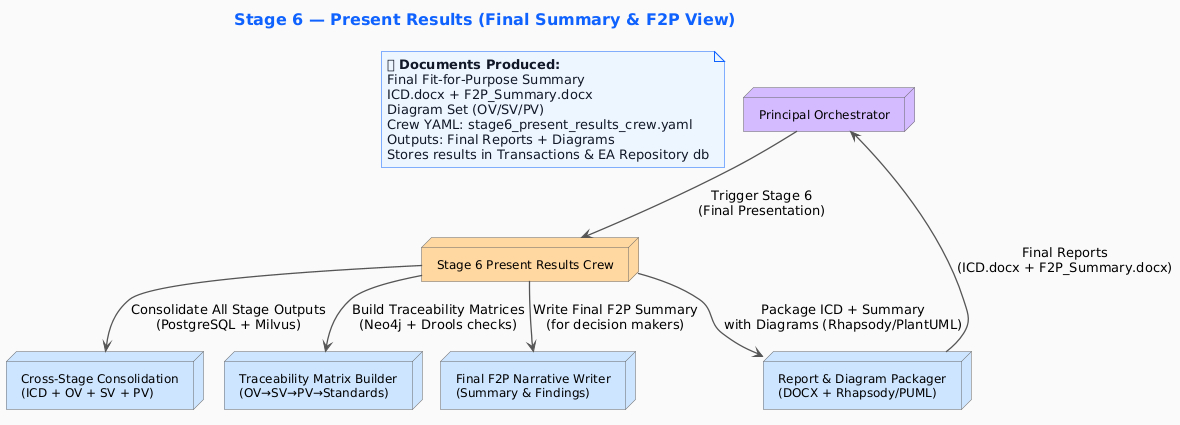 Stage 6 — Present Results (Final Summary & F2P View)
Documents Produced:
Final Fit-for-Purpose Summary
ICD.docx + F2P_Summary.docx
Diagram Set (OV/SV/PV)
Crew YAML: stage6_present_results_crew.yaml
Outputs: Final Reports + Diagrams
Stores results in Transactions & EA Repository db
Principal Orchestrator
Trigger Stage 6
(Final Presentation)
Final Reports
(ICD.docx + F2P_Summary.docx)
Stage 6 Present Results Crew
Consolidate All Stage Outputs
(PostgreSQL + Milvus)
Build Traceability Matrices
(Neo4j + Drools checks)
Write Final F2P Summary
(for decision makers)
Package ICD + Summary
with Diagrams (Rhapsody/PlantUML)
Cross-Stage Consolidation
(ICD + OV + SV + PV)
Traceability Matrix Builder
(OV→SV→PV→Standards)
Final F2P Narrative Writer
(Summary & Findings)
Report & Diagram Packager
(DOCX + Rhapsody/PUML)